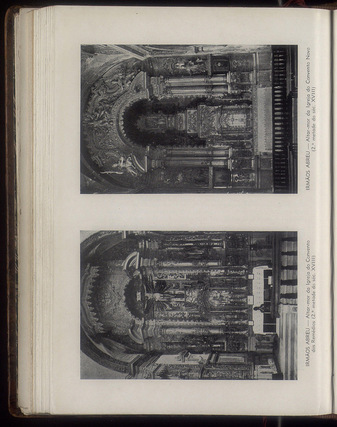 IRMÃOS ABREU — Altar-mor da Igreja do Convento
dos Remédios (2.ª metade do séc. XVIII)
IRMÃOS ABREU — Altar-mor da Igreja do Convento Novo
(2.ª metade do séc. XVIII)